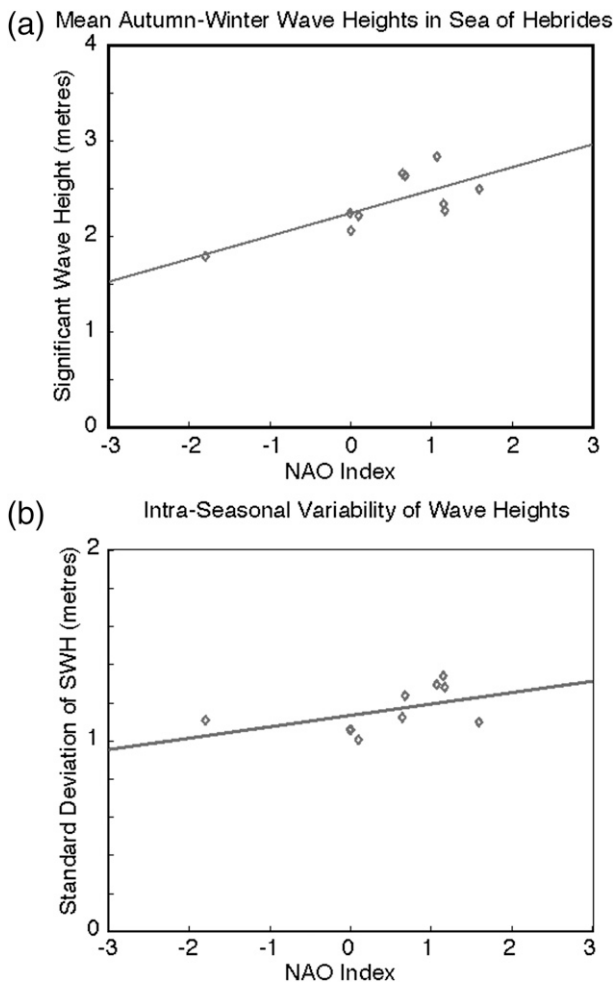 (a) Mean Autumn-Winter Wave Heights in Sea of Hebrides
Significant Wave Height (metres)
4
3
2
1
0
-3 -2 -1 0 1 2 3
NAO Index
(b) Intra-Seasonal Variability of Wave Heights
Standard Deviation of SWH (metres)
2
1
0
-3 -2 -1 0 1 2 3
NAO Index